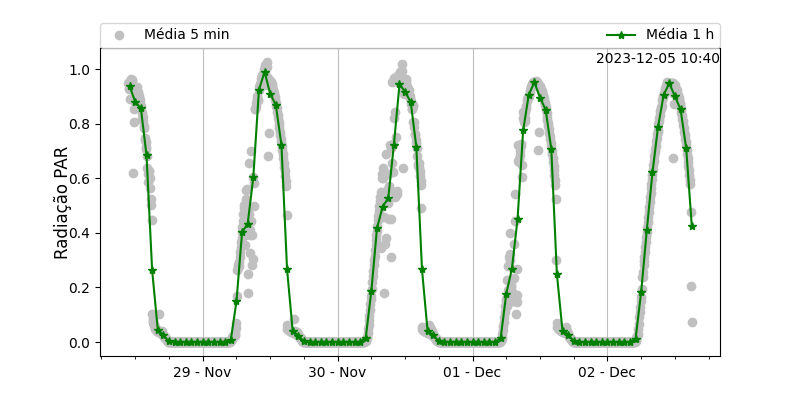 Média 5 min
Média 1 h
2023-12-05 10:40
Radiação PAR
1.0
0.8
0.6
0.4
0.2
0.0
29 - Nov
30 - Nov
01 - Dec
02 - Dec